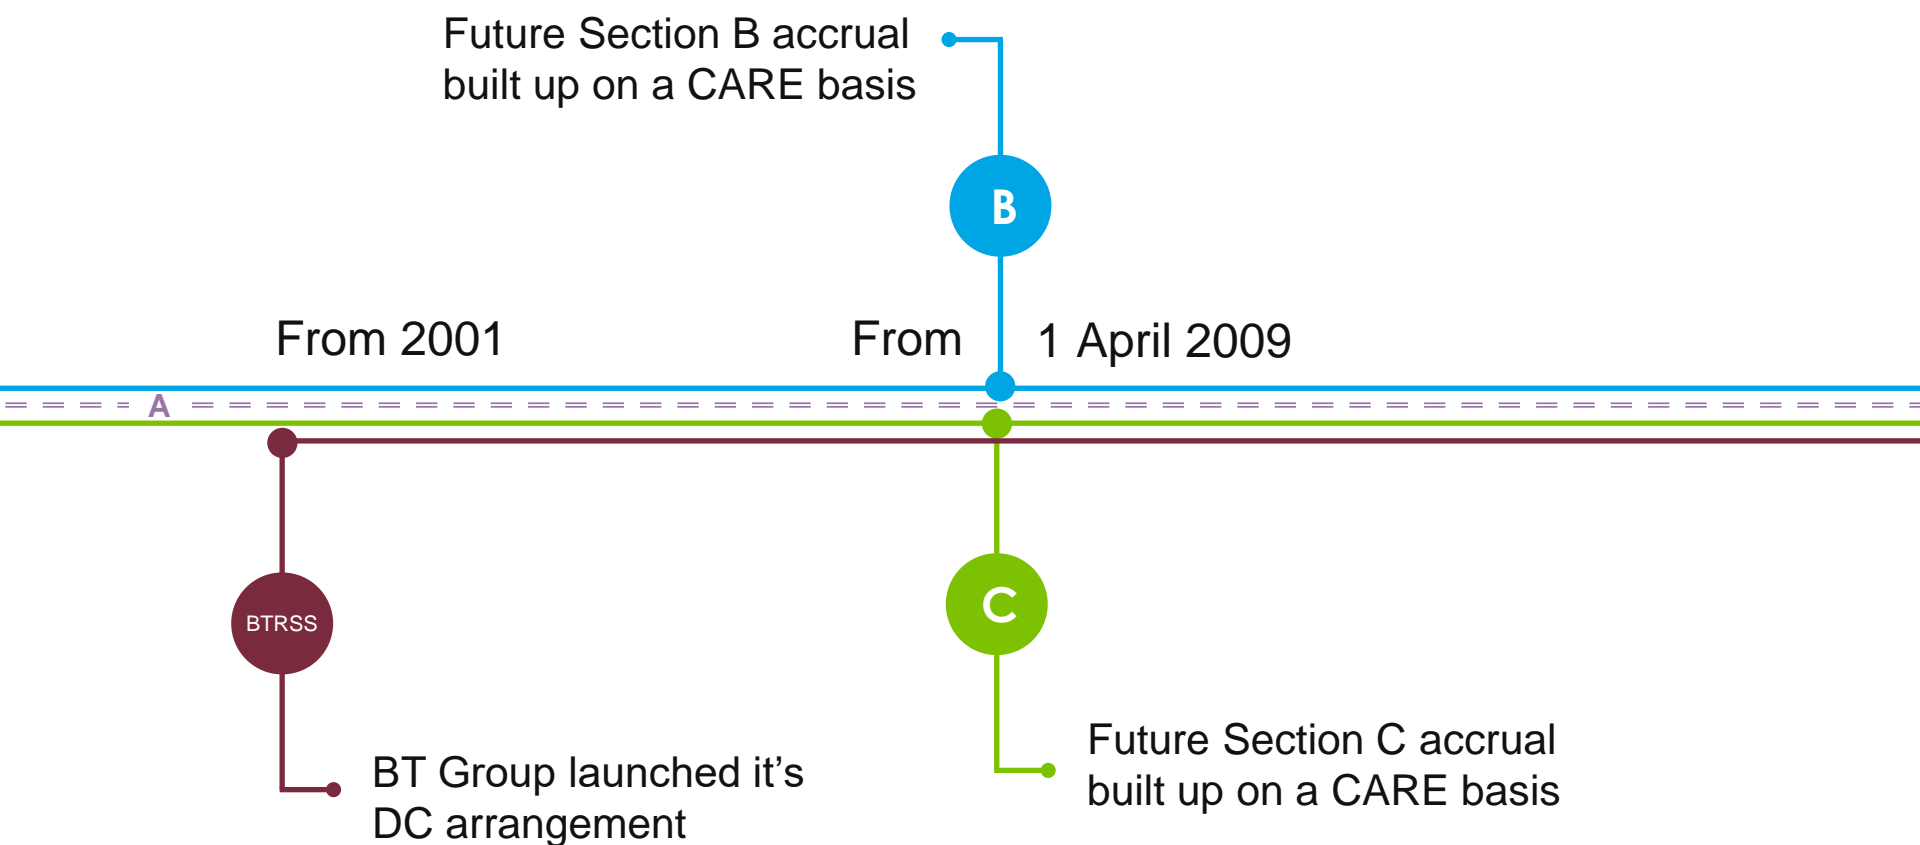 Future Section B accrual
built up on a CARE basis
B
From 2001
From 1 April 2009
A
BTRSS
C
BT Group launched it's
DC arrangement
Future Section C accrual
built up on a CARE basis